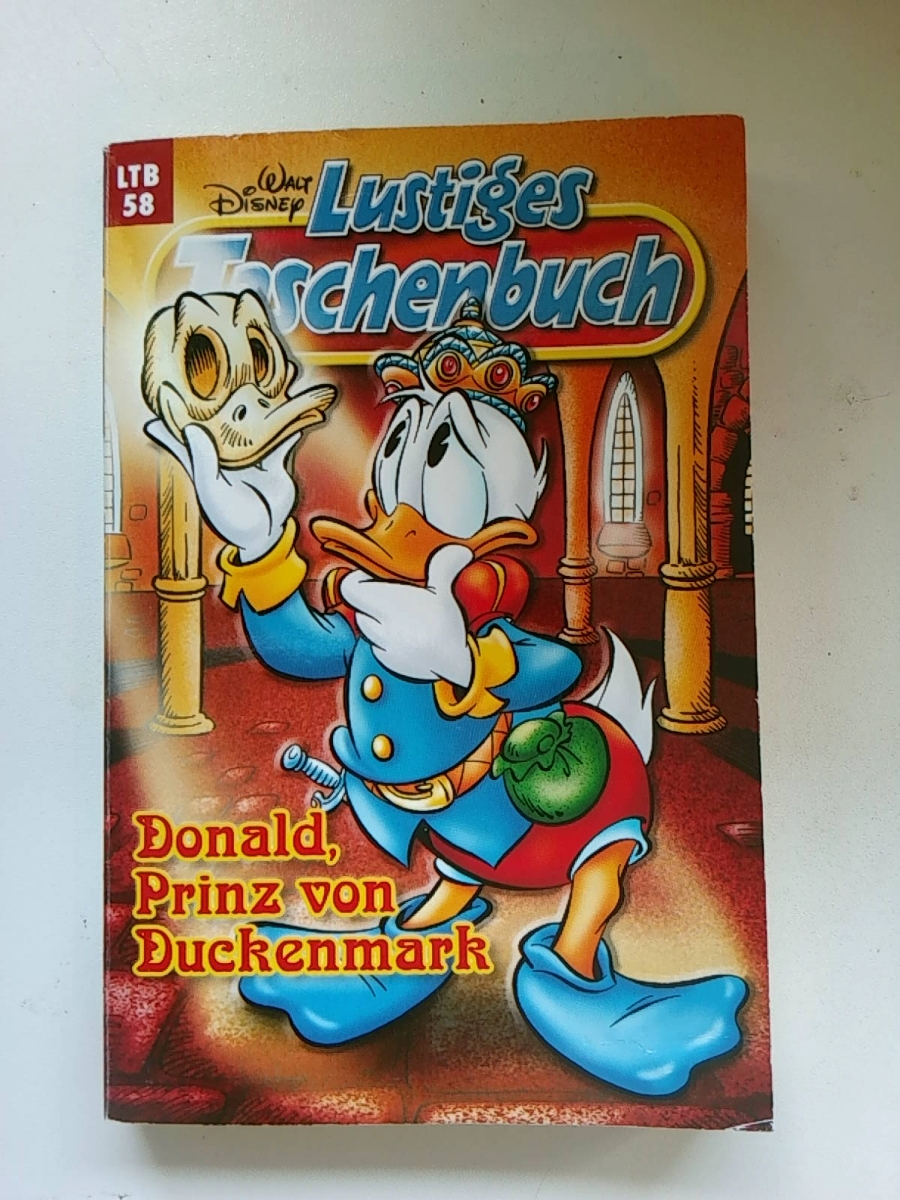 LTB
58
WALT
DISNEY
Lustiges
Taschenbuch
Donald,
Prinz von
Duckenmark